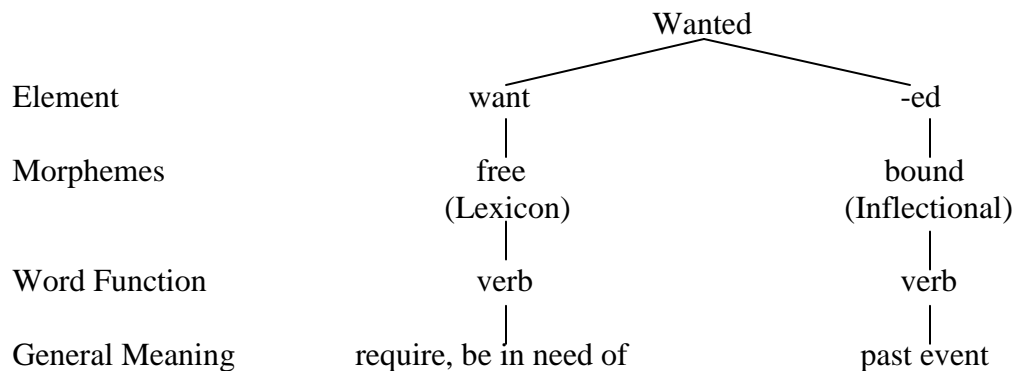 Wanted
Element want -ed
Morphemes free bound
(Lexicon) (Inflectional)
Word Function verb verb
General Meaning require, be in need of past event